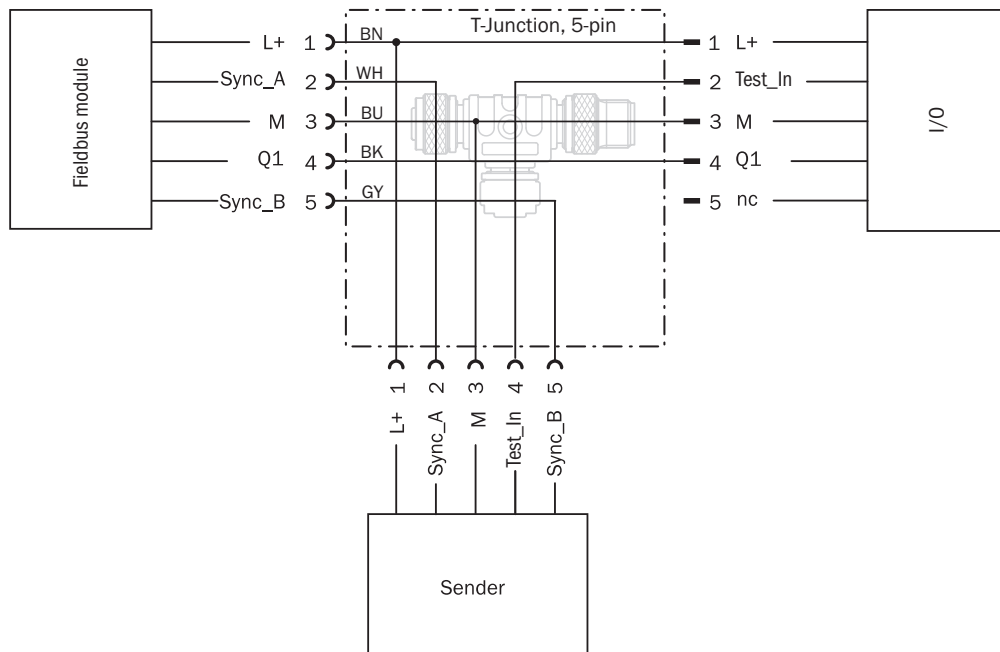 T-Junction, 5-pin
Fieldbus module
L+ 1 BN
Sync_A 2 WH
M 3 BU
Q1 4 BK
Sync_B 5 GY
1 L+
2 Test_In
3 M
4 Q1
5 nc
I/O
1 2 3 4 5
L+ Sync_A M Test_In Sync_B
Sender